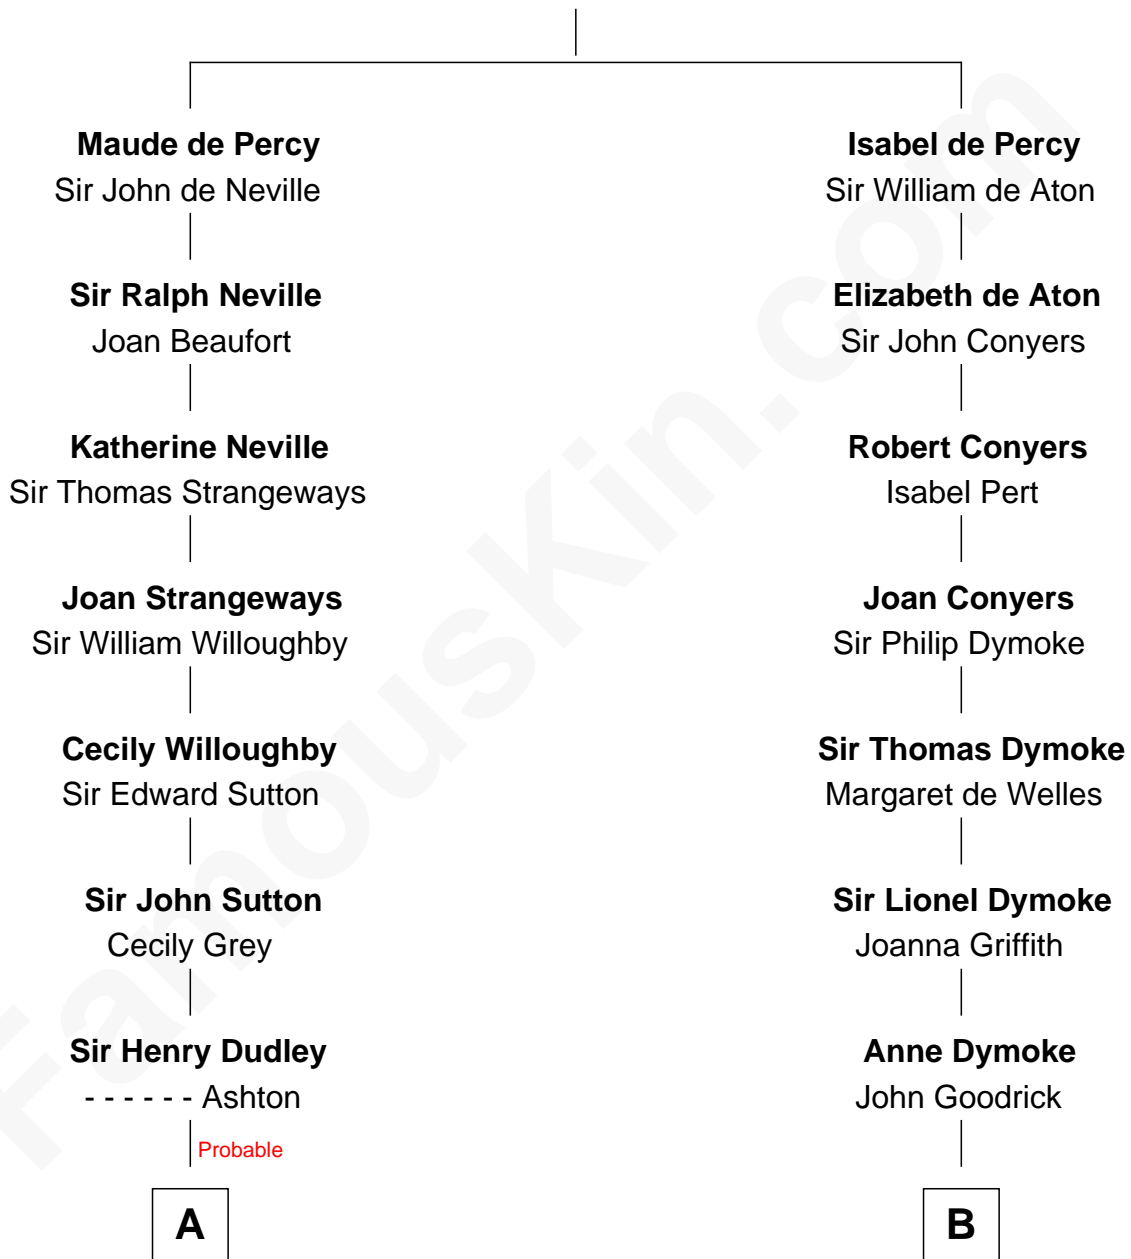 Maude de Percy
Sir John de Neville
Isabel de Percy
Sir William de Aton
Sir Ralph Neville
Joan Beaufort
Elizabeth de Aton
Sir John Conyers
Katherine Neville
Sir Thomas Strangeways
Robert Conyers
Isabel Pert
Joan Strangeways
Sir William Willoughby
Joan Conyers
Sir Philip Dymoke
Cecily Willoughby
Sir Edward Sutton
Sir Thomas Dymoke
Margaret de Welles
Sir John Sutton
Cecily Grey
Sir Lionel Dymoke
Joanna Griffith
Sir Henry Dudley
- - - - - - Ashton
Anne Dymoke
John Goodrick
Probable
A
B
FamousKin.com